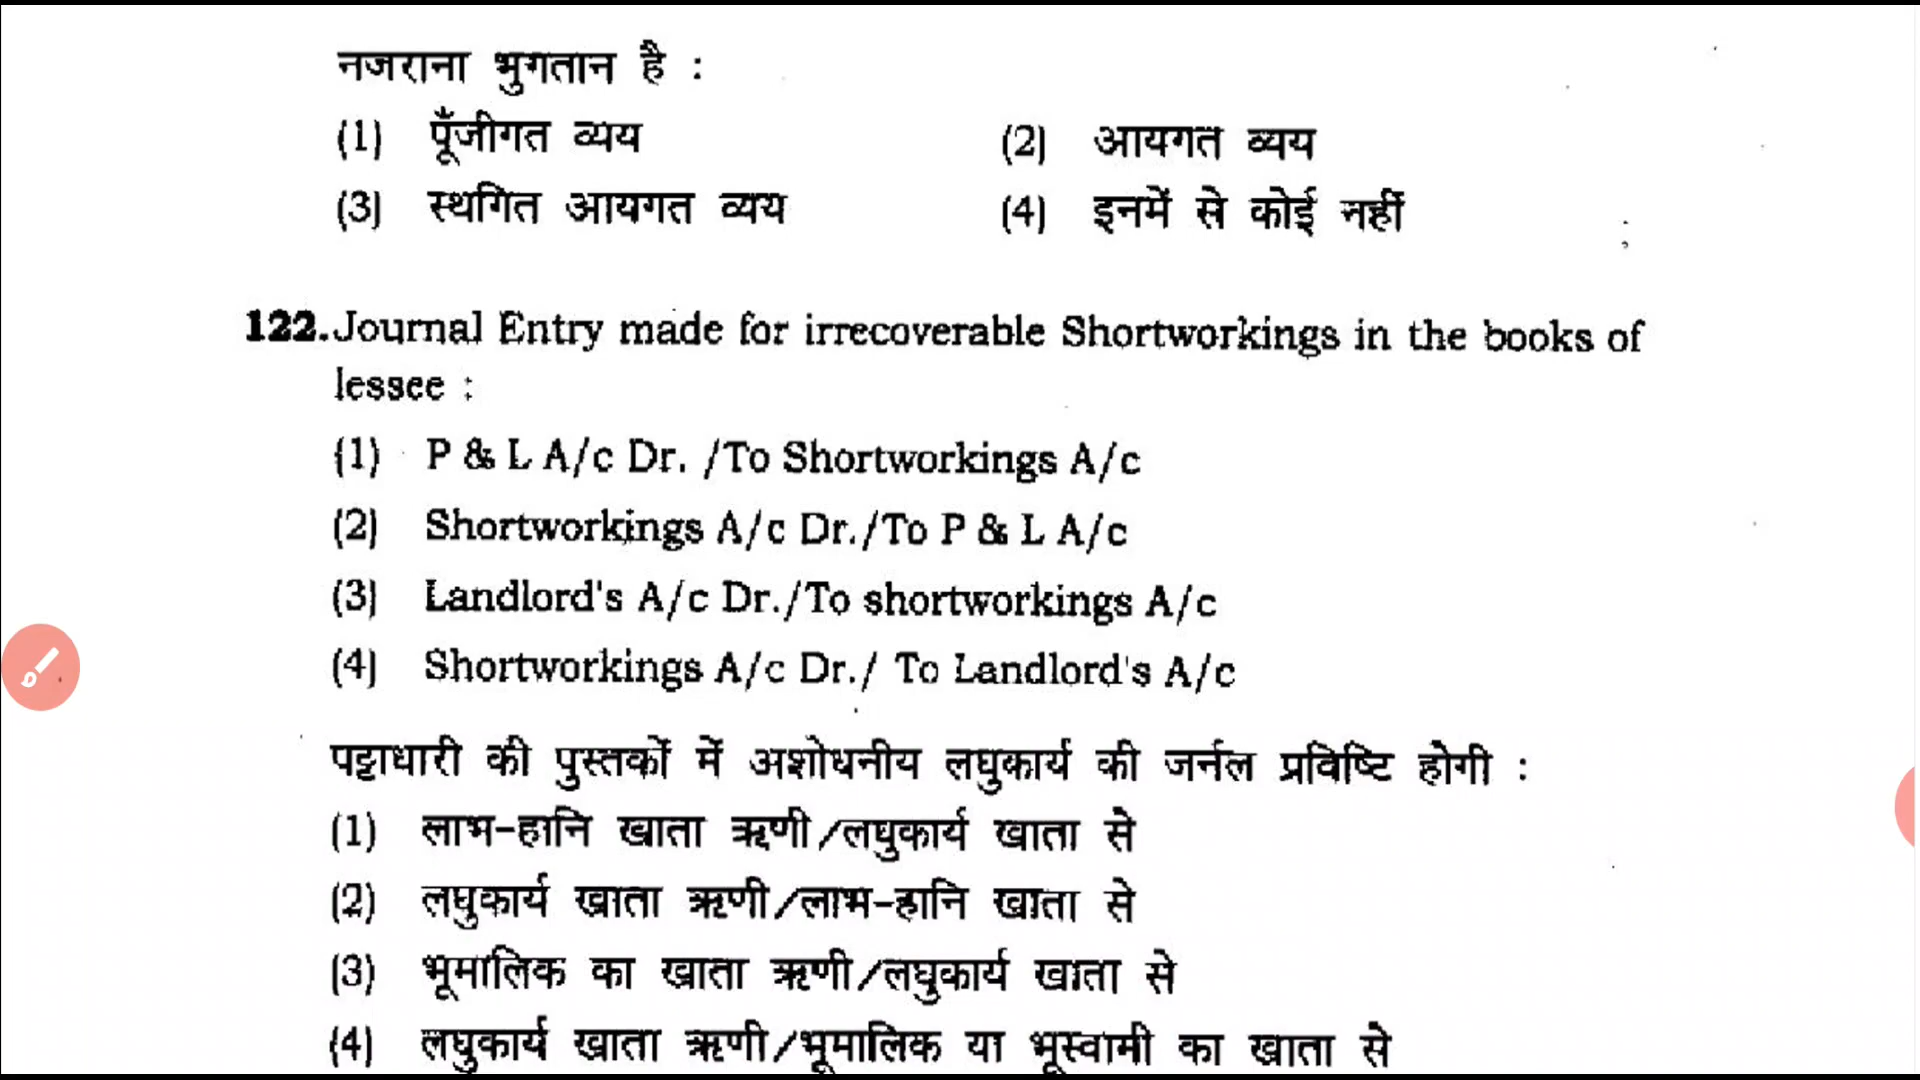 नजराना भुगतान है :
(1) पूँजीगत व्यय (2) आयगत व्यय
(3) स्थगित आयगत व्यय (4) इनमें से कोई नहीं
122. Journal Entry made for irrecoverable Shortworkings in the books of
lessee :
(1) P & L A/c Dr. /To Shortworkings A/c
(2) Shortworkings A/c Dr./To P & L A/c
(3) Landlord's A/c Dr./To shortworkings A/c
(4) Shortworkings A/c Dr./ To Landlord's A/c
पट्टाधारी की पुस्तकों में अशोधनीय लघुकार्य की जर्नल प्रविष्टि होगी :
(1) लाभ-हानि खाता ऋणी/लघुकार्य खाता से
(2) लघुकार्य खाता ऋणी/लाभ-हानि खाता से
(3) भूमालिक का खाता ऋणी/लघुकार्य खाता से
(4) लघुकार्य खाता ऋणी/भूमालिक या भूस्वामी का खाता से